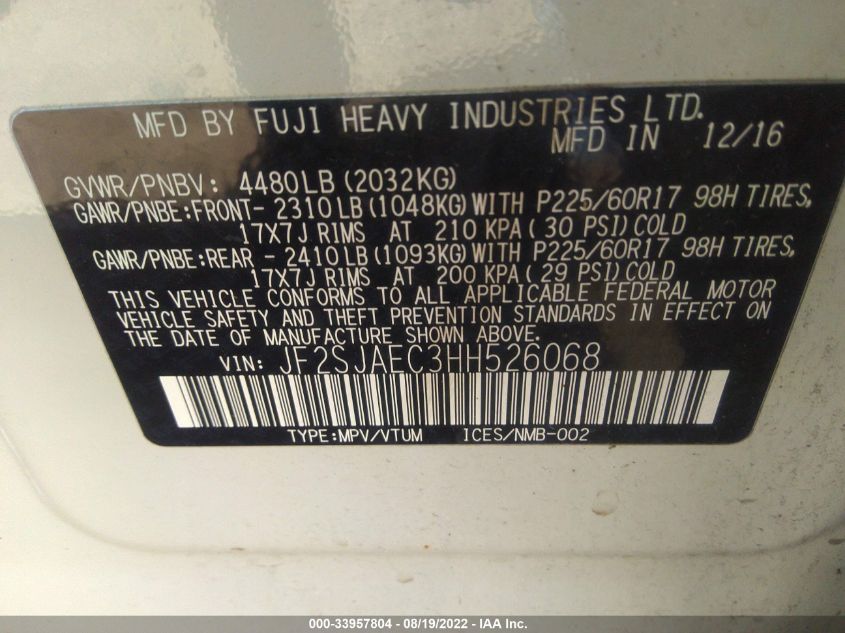 MFD BY FUJI HEAVY INDUSTRIES LTD.
MFD IN 12/16
GVWR/PNBV: 4480LB(2032KG)
GAWR/PNBE:FRONT- 2310LB(1048KG)WITH P225/60R17 98H TIRES,
17X7J RIMS AT 210 KPA( 30 PSI)COLD
GAWR/PNBE:REAR - 2410LB(1093KG)WITH P225/60R17 98H TIRES,
17X7J RIMS AT 200 KPA( 29 PSI)COLD
THIS VEHICLE CONFORMS TO ALL APPLICABLE FEDERAL MOTOR
VEHICLE SAFETY AND THEFT PREVENTION STANDARDS IN EFFECT ON
THE DATE OF MANUFACTURE SHOWN ABOVE.
VIN: JF2SJAEC3HH526068
TYPE:MPV/VTUM ICES/NMB-002
000-33957804 - 08/19/2022 - IAA Inc.